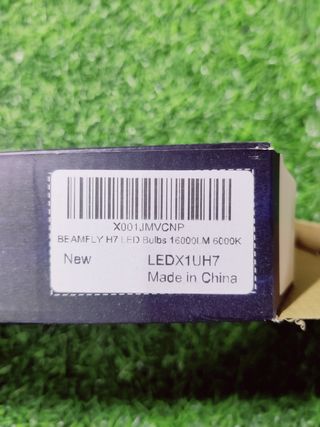 X001JMVCNP
BEAMFLY H7 LED Bulbs 16000LM 6000K
New
LEDX1UH7
Made in China